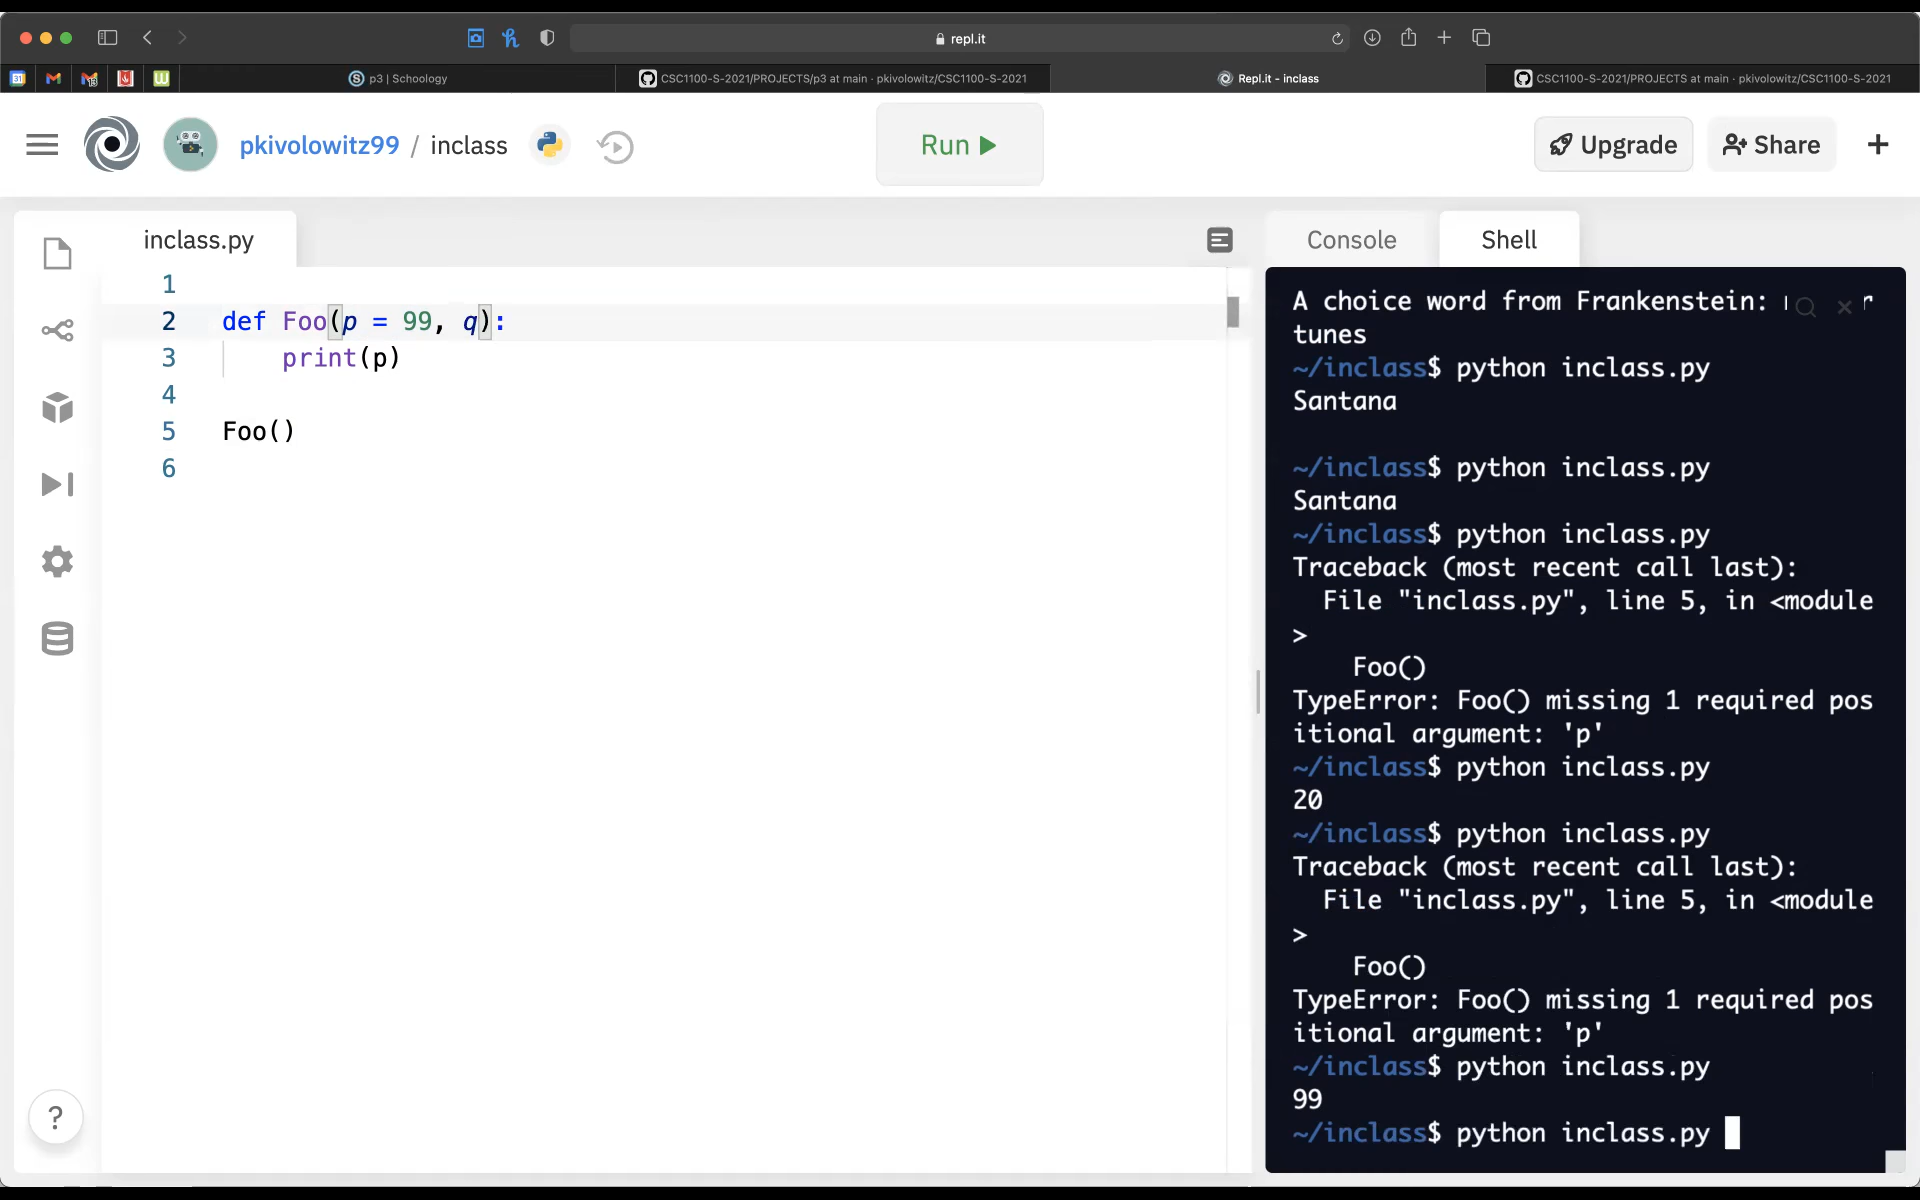 repl.it
31
13
p3 | Schoology
CSC1100-S-2021/PROJECTS/p3 at main · pkivolowitz/CSC1100-S-2021
Repl.it - inclass
CSC1100-S-2021/PROJECTS at main · pkivolowitz/CSC1100-S-2021
pkivolowitz99 / inclass
Run
Upgrade
Share
inclass.py
1
2 def Foo(p = 99, q):
3 print(p)
4
5 Foo()
6
?
Console
Shell
A choice word from Frankenstein:
tunes
~/inclass$ python inclass.py
Santana
~/inclass$ python inclass.py
Santana
~/inclass$ python inclass.py
Traceback (most recent call last):
File "inclass.py", line 5, in <module
>
Foo()
TypeError: Foo() missing 1 required pos
itional argument: 'p'
~/inclass$ python inclass.py
20
~/inclass$ python inclass.py
Traceback (most recent call last):
File "inclass.py", line 5, in <module
>
Foo()
TypeError: Foo() missing 1 required pos
itional argument: 'p'
~/inclass$ python inclass.py
99
~/inclass$ python inclass.py